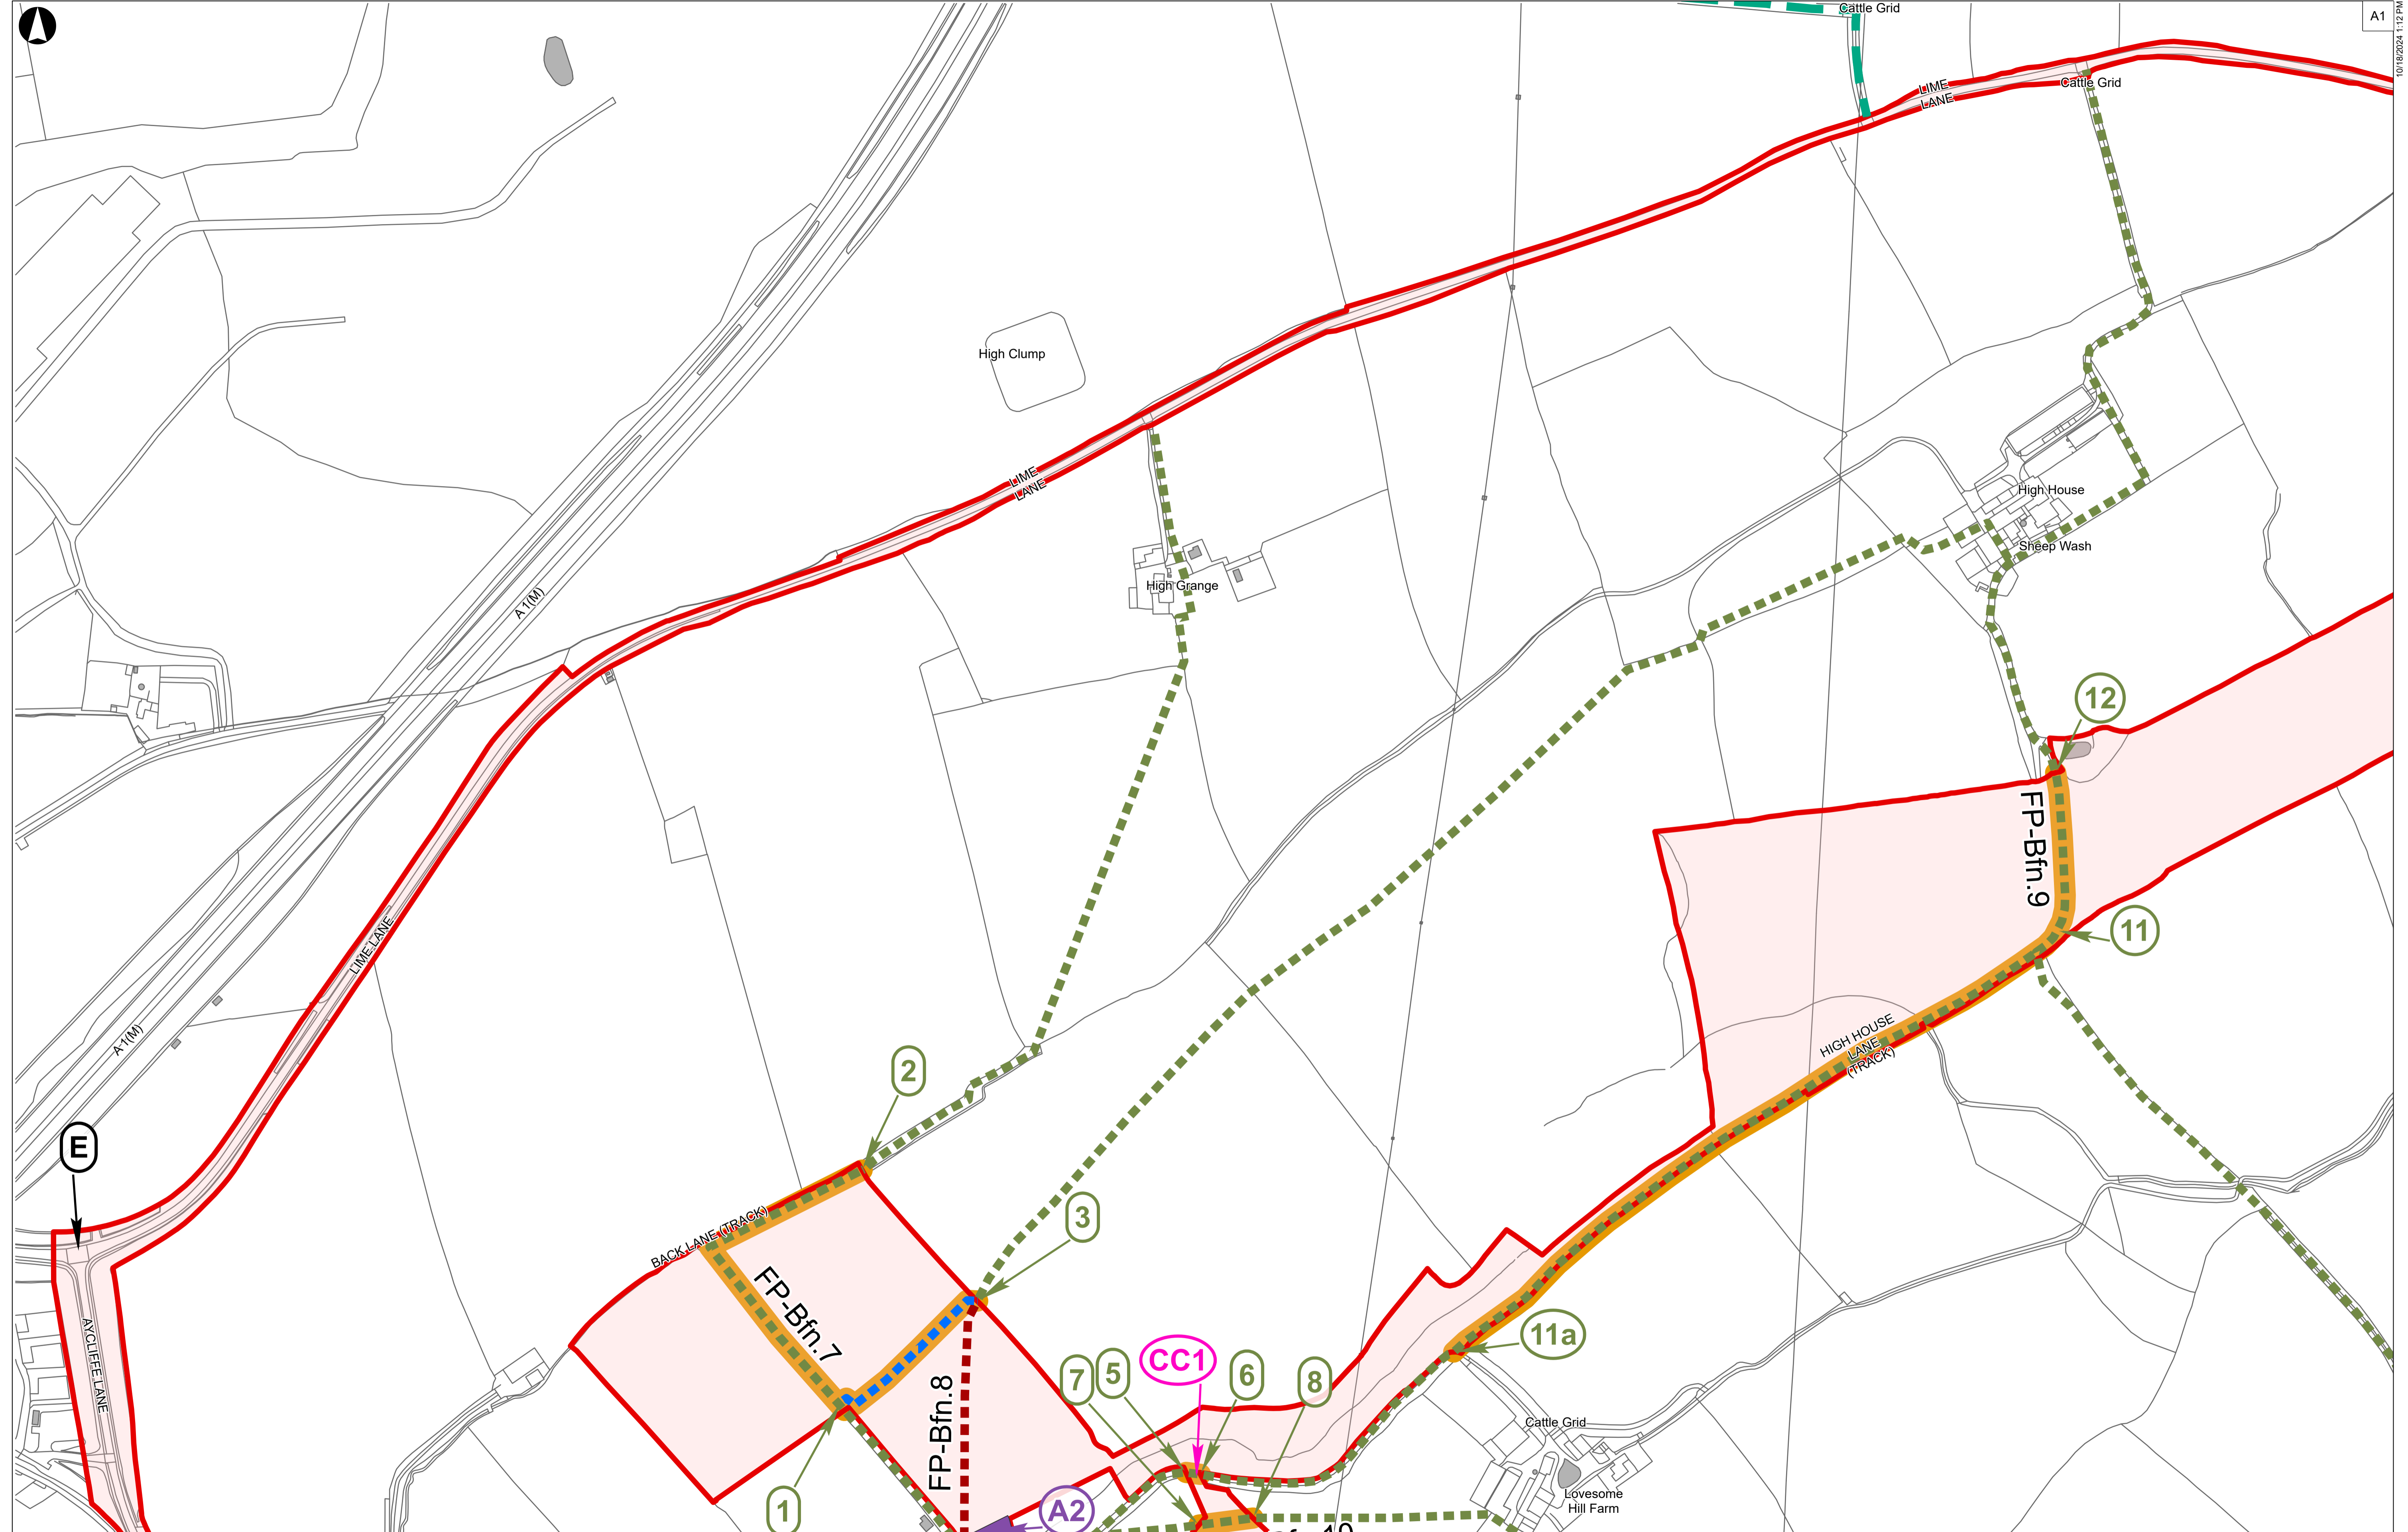 Cattle Grid
A1
10/18/2024 1:12 PM
LIME
LANE
Cattle Grid
High Clump
LIME
LANE
High House
Sheep Wash
High Grange
A 1(M)
12
FP-Bfn.9
11
LIME LANE
A 1(M)
HIGH HOUSE
LANE
(TRACK)
2
E
3
BACK LANE (TRACK)
FP-Bfn.7
11a
CC1
7
5
6
8
AYCLIFFE LANE
FP-Bfn.8
Cattle Grid
1
A2
Lovesome
Hill Farm